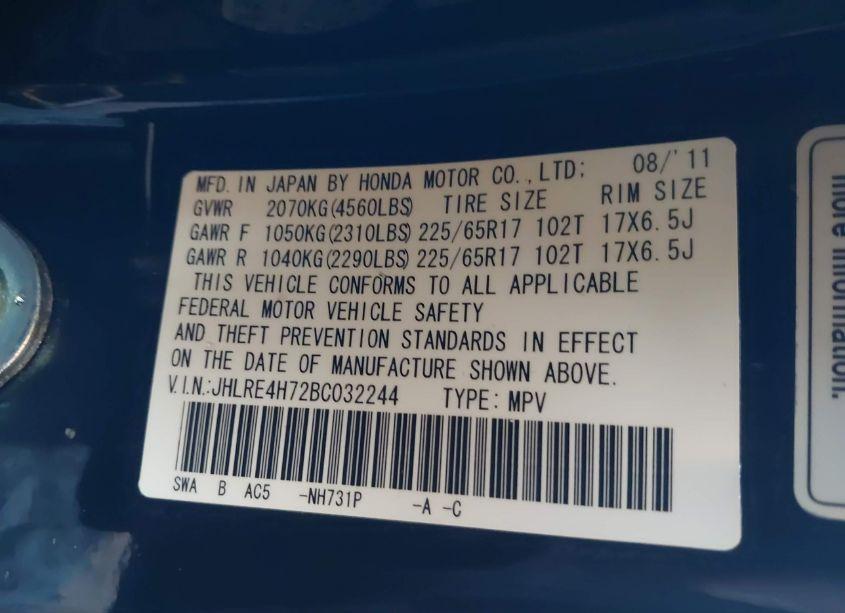 MFD. IN JAPAN BY HONDA MOTOR CO., LTD: 08/'11
GVWR 2070KG(4560LBS) TIRE SIZE RIM SIZE
GAWR F 1050KG(2310LBS) 225/65R17 102T 17X6.5J
GAWR R 1040KG(2290LBS) 225/65R17 102T 17X6.5J
THIS VEHICLE CONFORMS TO ALL APPLICABLE
FEDERAL MOTOR VEHICLE SAFETY
AND THEFT PREVENTION STANDARDS IN EFFECT
ON THE DATE OF MANUFACTURE SHOWN ABOVE.
V.I.N.:JHLRE4H72BC032244 TYPE: MPV
SWA B AC5 -NH731P -A -C
more information.